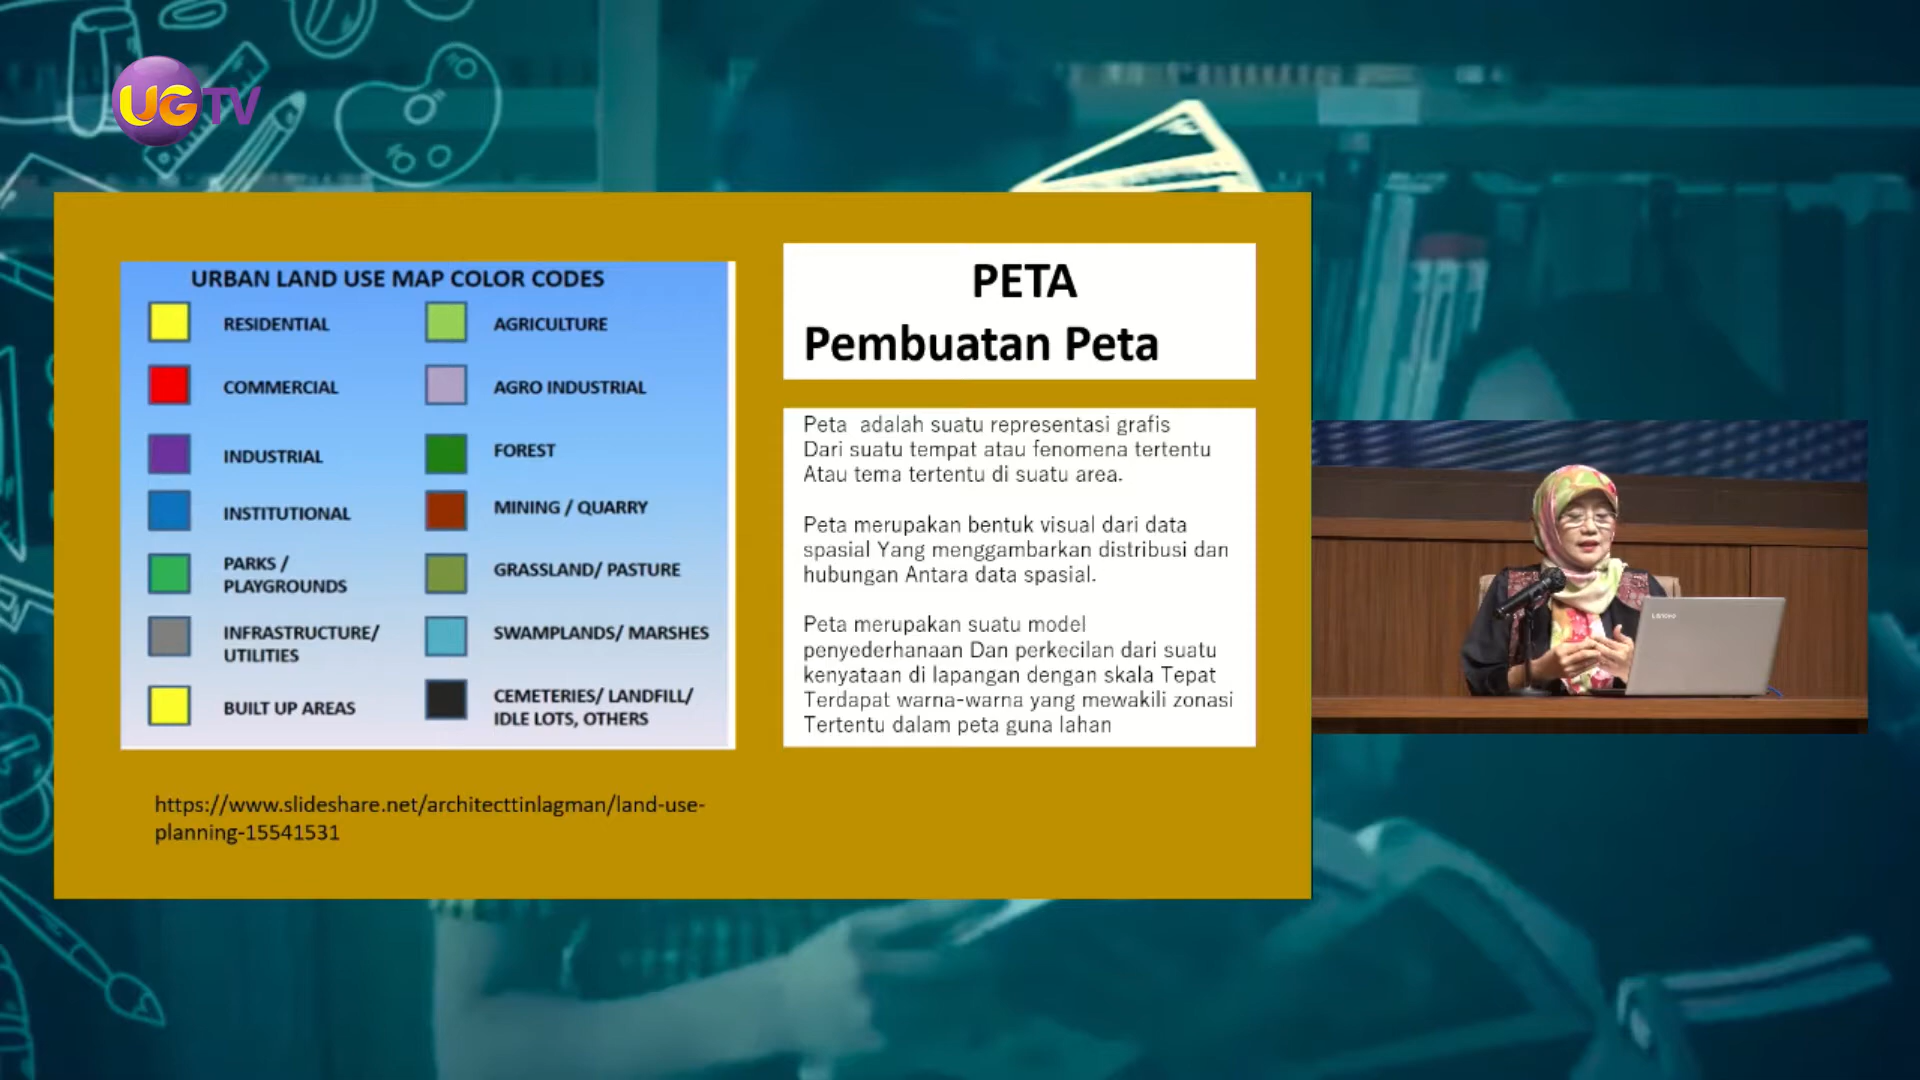 UGTV
URBAN LAND USE MAP COLOR CODES
RESIDENTIAL
COMMERCIAL
INDUSTRIAL
INSTITUTIONAL
PARKS /
PLAYGROUNDS
INFRASTRUCTURE/
UTILITIES
BUILT UP AREAS
AGRICULTURE
AGRO INDUSTRIAL
FOREST
MINING / QUARRY
GRASSLAND/ PASTURE
SWAMPLANDS/ MARSHES
CEMETERIES/ LANDFILL/
IDLE LOTS, OTHERS
https://www.slideshare.net/architecttinlagman/land-use-
planning-15541531
PETA
Pembuatan Peta
Peta adalah suatu representasi grafis
Dari suatu tempat atau fenomena tertentu
Atau tema tertentu di suatu area.
Peta merupakan bentuk visual dari data
spasial Yang menggambarkan distribusi dan
hubungan Antara data spasial.
Peta merupakan suatu model
penyederhanaan Dan perkecilan dari suatu
kenyataan di lapangan dengan skala Tepat
Terdapat warna-warna yang mewakili zonasi
Tertentu dalam peta guna lahan
Lenovo